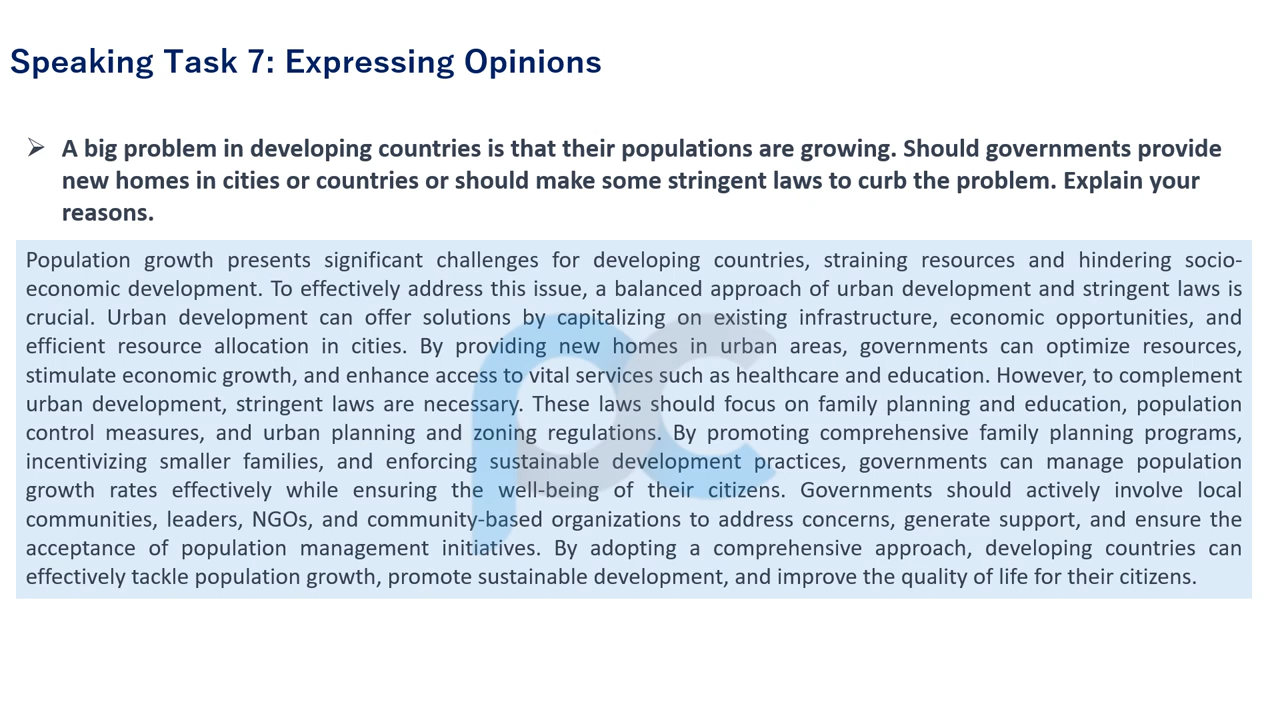 Speaking Task 7: Expressing Opinions
➢ A big problem in developing countries is that their populations are growing. Should governments provide
new homes in cities or countries or should make some stringent laws to curb the problem. Explain your
reasons.
Population growth presents significant challenges for developing countries, straining resources and hindering socio-
economic development. To effectively address this issue, a balanced approach of urban development and stringent laws is
crucial. Urban development can offer solutions by capitalizing on existing infrastructure, economic opportunities, and
efficient resource allocation in cities. By providing new homes in urban areas, governments can optimize resources,
stimulate economic growth, and enhance access to vital services such as healthcare and education. However, to complement
urban development, stringent laws are necessary. These laws should focus on family planning and education, population
control measures, and urban planning and zoning regulations. By promoting comprehensive family planning programs,
incentivizing smaller families, and enforcing sustainable development practices, governments can manage population
growth rates effectively while ensuring the well-being of their citizens. Governments should actively involve local
communities, leaders, NGOs, and community-based organizations to address concerns, generate support, and ensure the
acceptance of population management initiatives. By adopting a comprehensive approach, developing countries can
effectively tackle population growth, promote sustainable development, and improve the quality of life for their citizens.
pc